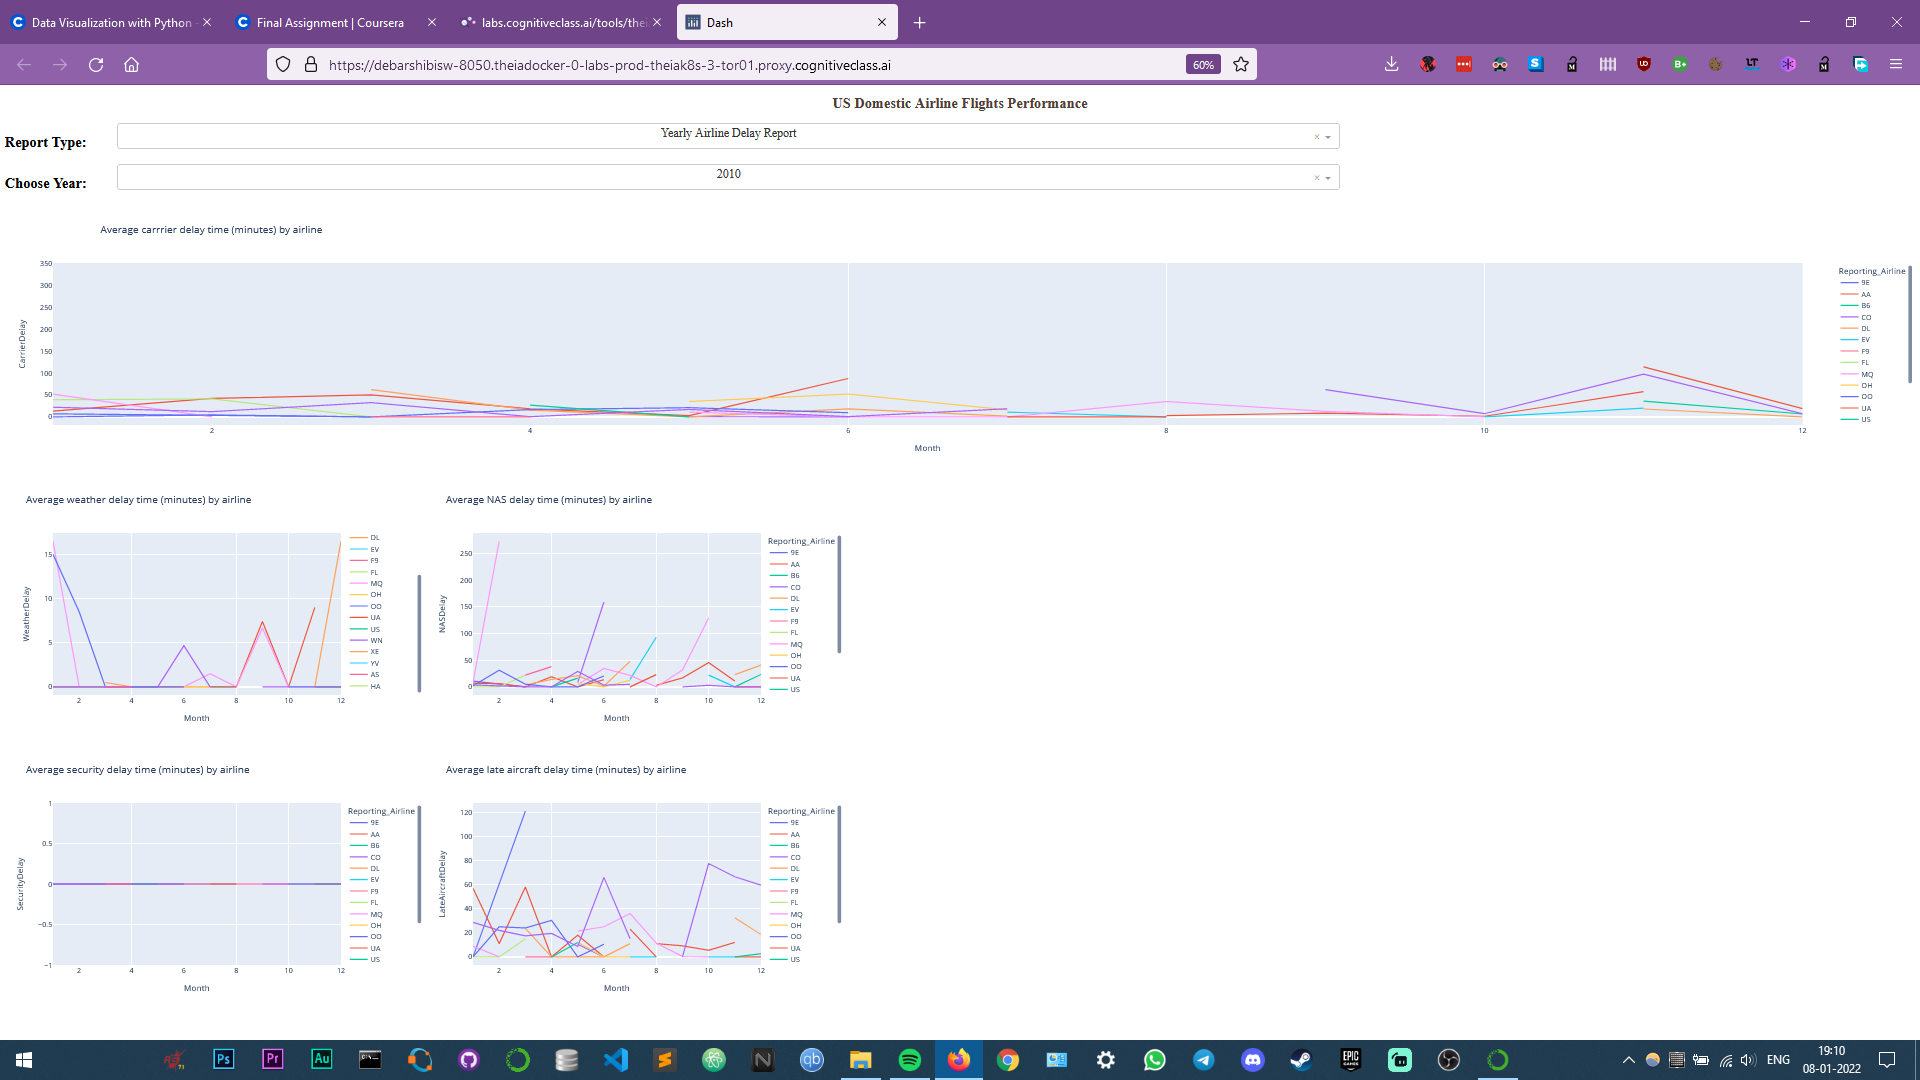 Data Visualization with Python
Final Assignment | Coursera
labs.cognitiveclass.ai/tools/thei
Dash
https://debarshibisw-8050.theiadocker-0-labs-prod-theiak8s-3-tor01.proxy.cognitiveclass.ai
60%
US Domestic Airline Flights Performance
Report Type:
Yearly Airline Delay Report
Choose Year:
2010
Average carrrier delay time (minutes) by airline
CarrierDelay
350
300
250
200
150
100
50
0
2 4 6 8 10 12
Month
Reporting_Airline
9E
AA
B6
CO
DL
EV
F9
FL
MQ
OH
OO
UA
US
Average weather delay time (minutes) by airline
WeatherDelay
15
10
5
0
2 4 6 8 10 12
Month
DL
EV
F9
FL
MQ
OH
OO
UA
US
WN
XE
YV
AS
HA
Average NAS delay time (minutes) by airline
NASDelay
250
200
150
100
50
0
2 4 6 8 10 12
Month
Reporting_Airline
9E
AA
B6
CO
DL
EV
F9
FL
MQ
OH
OO
UA
US
Average security delay time (minutes) by airline
SecurityDelay
1
0.5
0
−0.5
−1
2 4 6 8 10 12
Month
Reporting_Airline
9E
AA
B6
CO
DL
EV
F9
FL
MQ
OH
OO
UA
US
Average late aircraft delay time (minutes) by airline
LateAircraftDelay
120
100
80
60
40
20
0
2 4 6 8 10 12
Month
Reporting_Airline
9E
AA
B6
CO
DL
EV
F9
FL
MQ
OH
OO
UA
US
Ps
Pr
Au
qb
EPIC
GAMES
ENG
19:10
08-01-2022